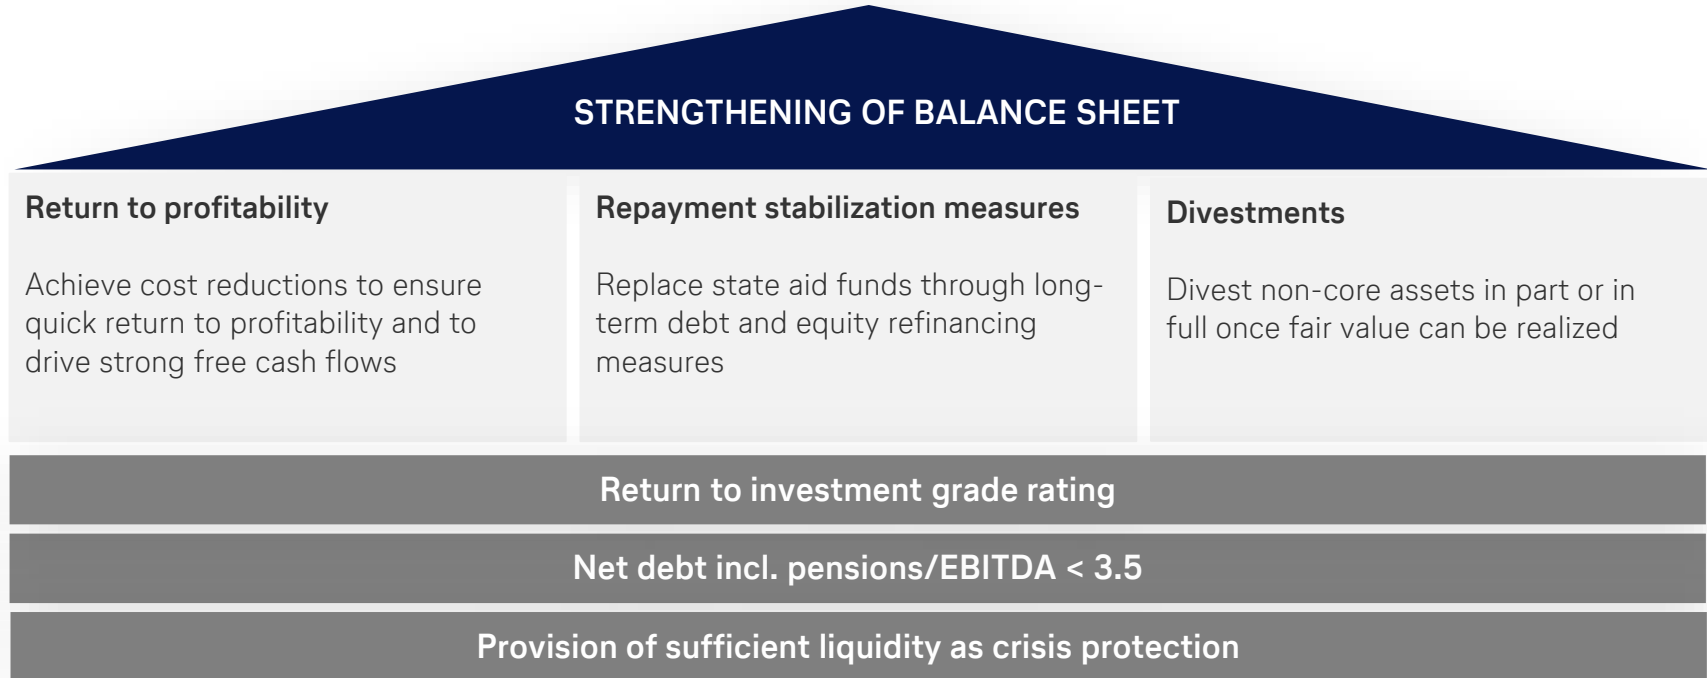 STRENGTHENING OF BALANCE SHEET
Return to profitability
Achieve cost reductions to ensure
quick return to profitability and to
drive strong free cash flows
Repayment stabilization measures
Replace state aid funds through long-
term debt and equity refinancing
measures
Divestments
Divest non-core assets in part or in
full once fair value can be realized
Return to investment grade rating
Net debt incl. pensions/EBITDA < 3.5
Provision of sufficient liquidity as crisis protection